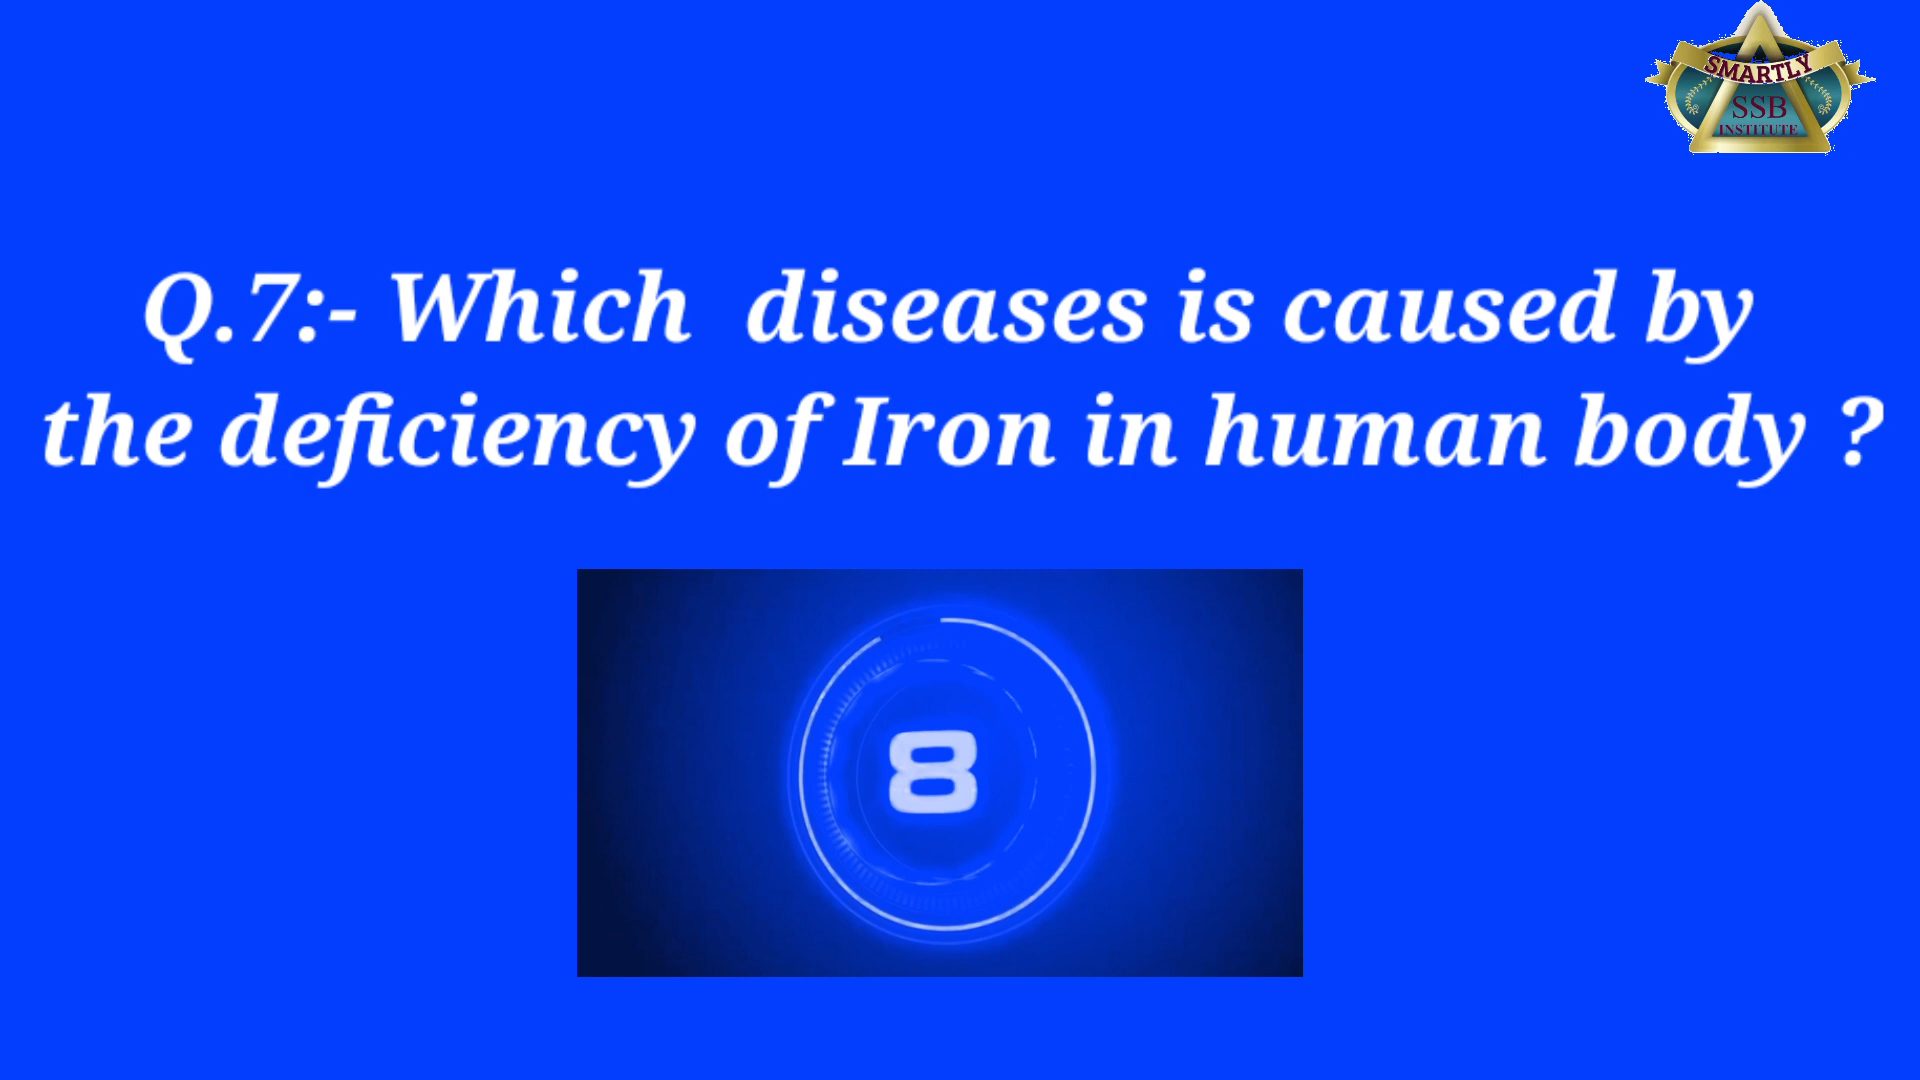 SMARTLY
SSB
INSTITUTE
Q.7:- Which diseases is caused by
the deficiency of Iron in human body ?
8